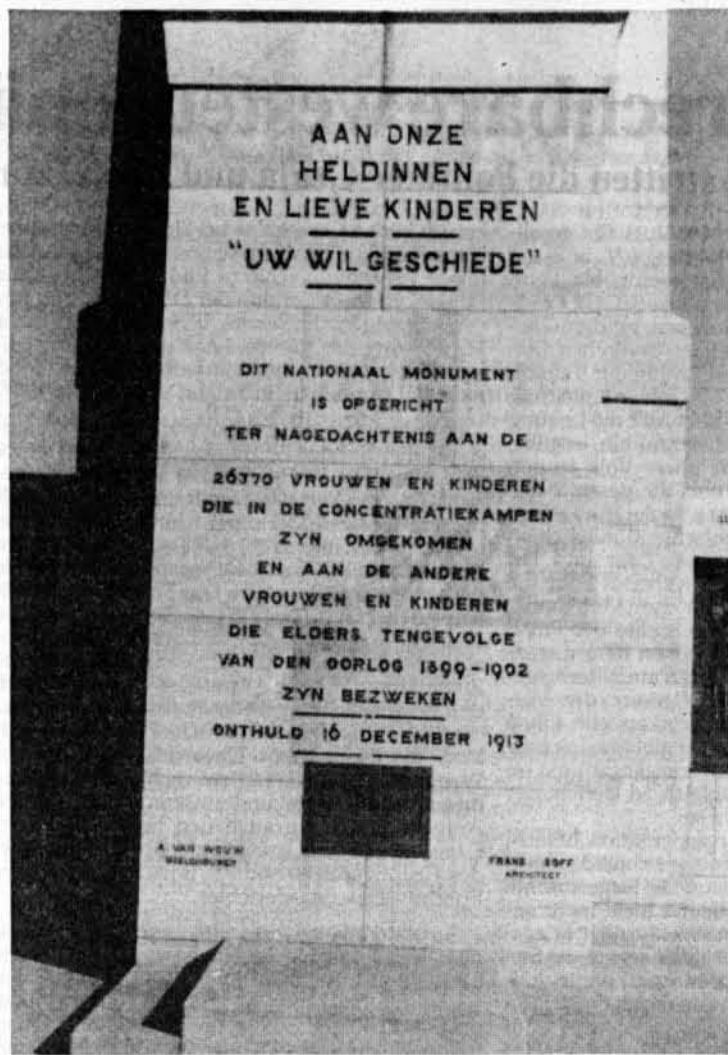 AAN ONZE
HELDINNEN
EN LIEVE KINDEREN
"UW WIL GESCHIEDE"
DIT NATIONAAL MONUMENT
IS OPGERICHT
TER NAGEDACHTENIS AAN DE
26370 VROUWEN EN KINDEREN
DIE IN DE CONCENTRATIEKAMPEN
ZYN OMGEKOMEN
EN AAN DE ANDERE
VROUWEN EN KINDEREN
DIE ELDERS TENGEVOLGE
VAN DEN OORLOG 1899-1902
ZYN BEZWEKEN
ONTHULD 16 DECEMBER 1913
A. VAN WOUW
BEELDHOUWER
FRANS SOFF
ARCHITECT